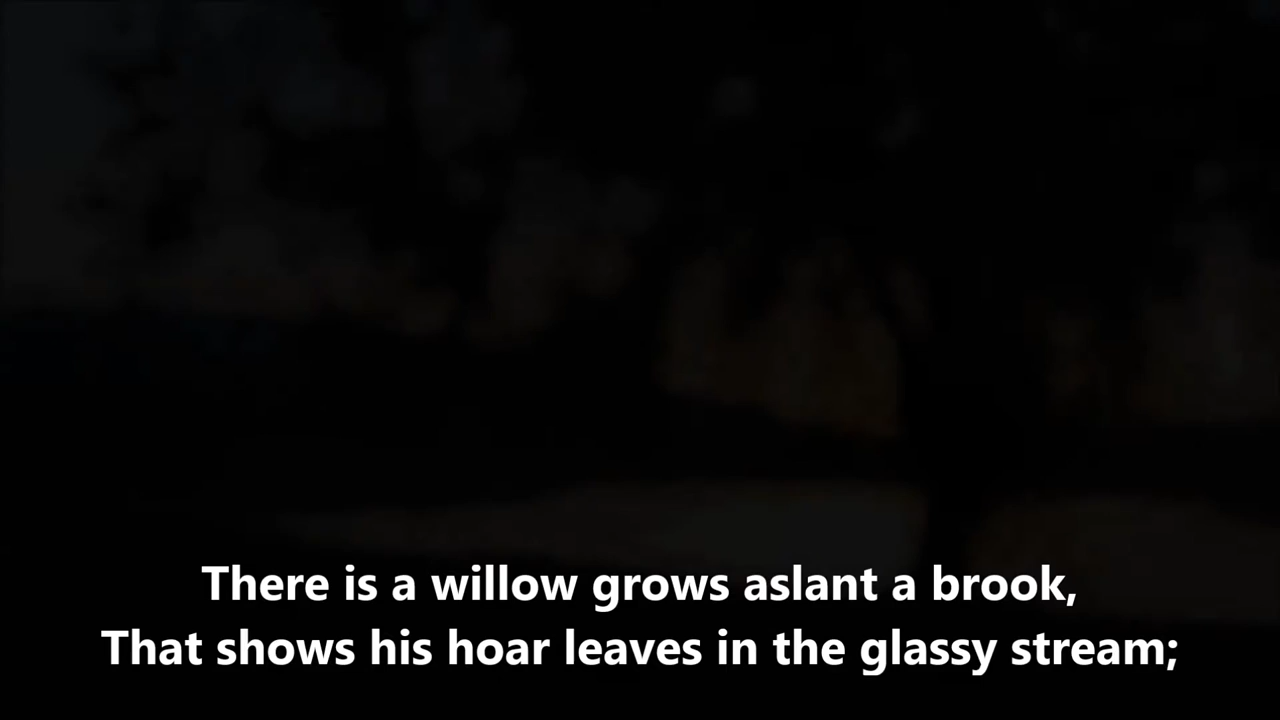 There is a willow grows aslant a brook,
That shows his hoar leaves in the glassy stream;